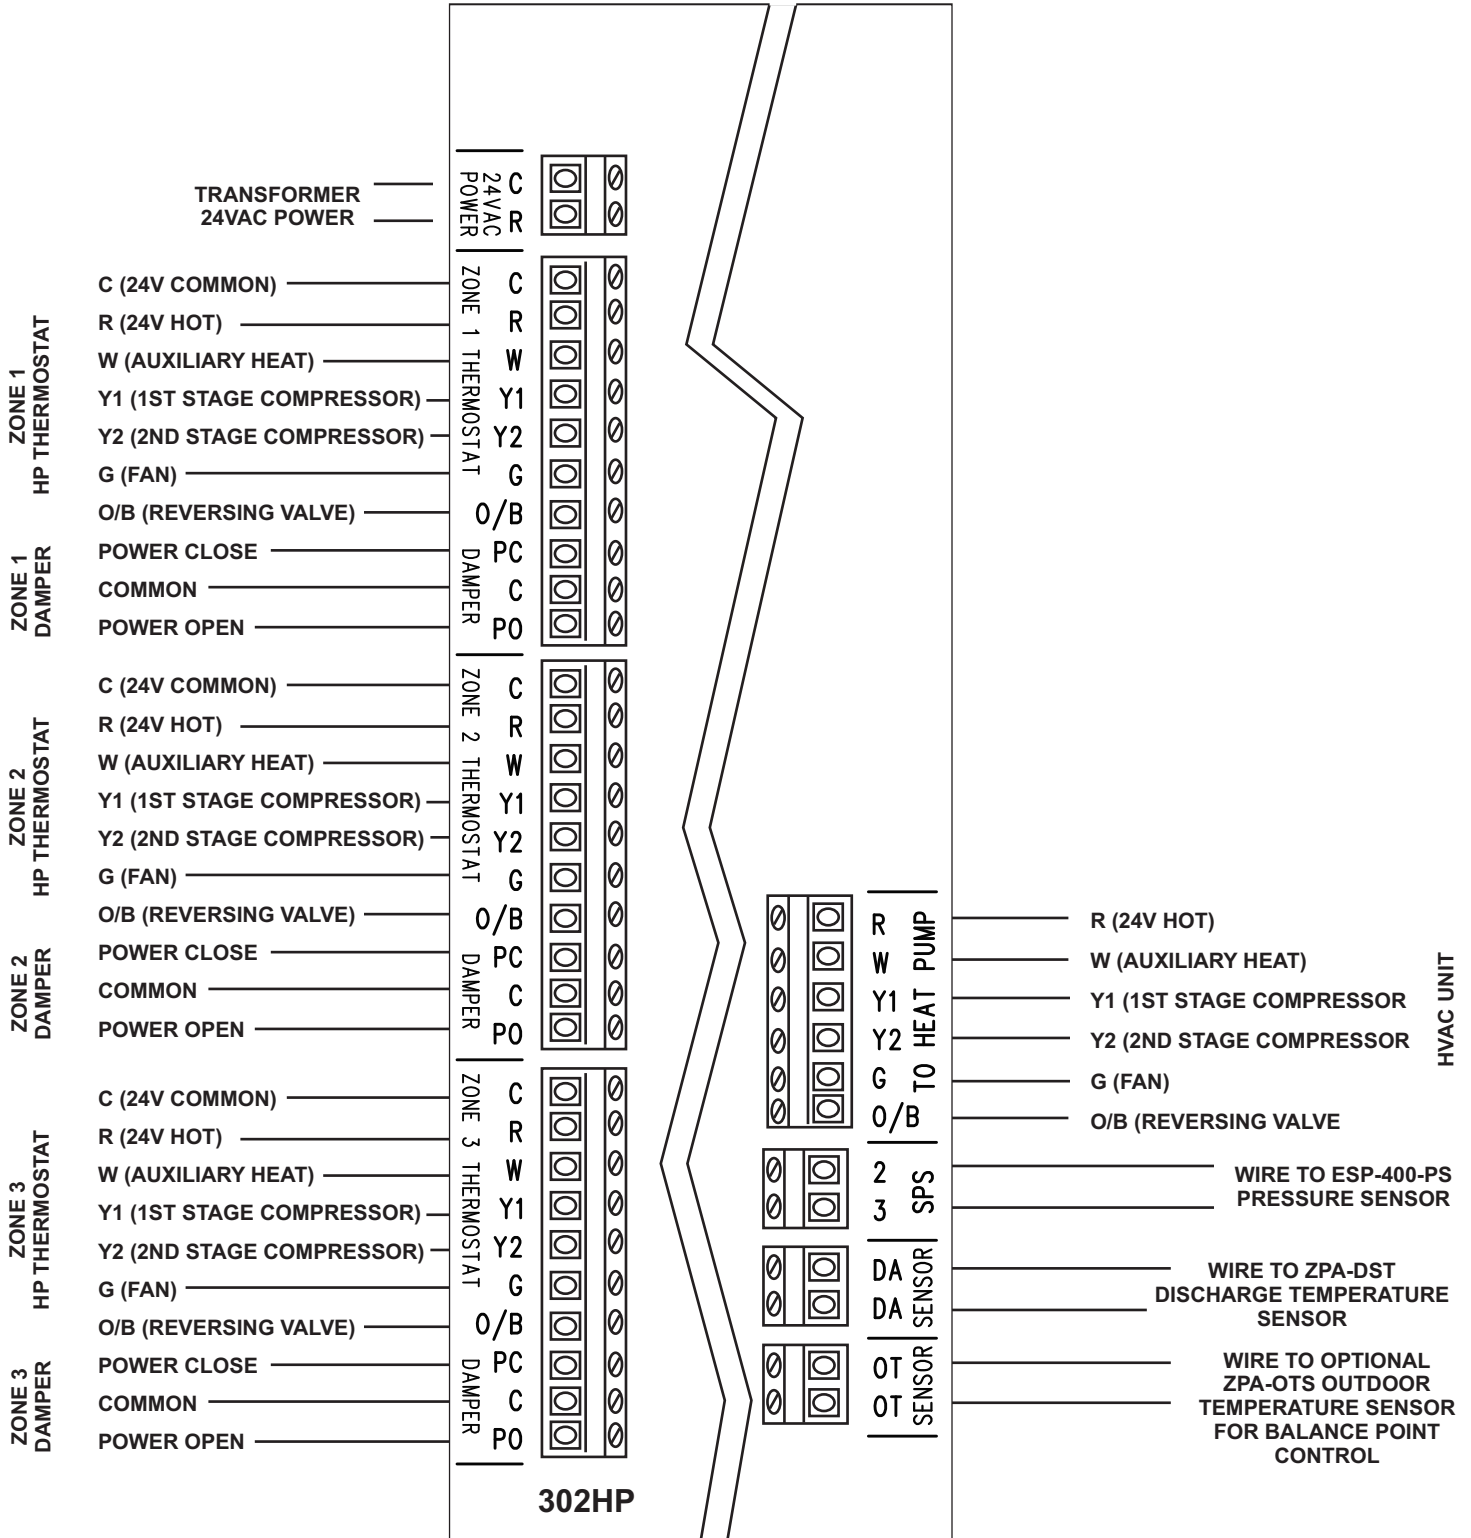 TRANSFORMER
24VAC POWER
24VAC
POWER
C
R
ZONE 1
HP THERMOSTAT
C (24V COMMON)
R (24V HOT)
W (AUXILIARY HEAT)
Y1 (1ST STAGE COMPRESSOR)
Y2 (2ND STAGE COMPRESSOR)
G (FAN)
O/B (REVERSING VALVE)
ZONE 1
DAMPER
POWER CLOSE
COMMON
POWER OPEN
ZONE 1 THERMOSTAT
C
R
W
Y1
Y2
G
O/B
DAMPER
PC
C
PO
ZONE 2
HP THERMOSTAT
C (24V COMMON)
R (24V HOT)
W (AUXILIARY HEAT)
Y1 (1ST STAGE COMPRESSOR)
Y2 (2ND STAGE COMPRESSOR)
G (FAN)
O/B (REVERSING VALVE)
ZONE 2
DAMPER
POWER CLOSE
COMMON
POWER OPEN
ZONE 2 THERMOSTAT
C
R
W
Y1
Y2
G
O/B
DAMPER
PC
C
PO
ZONE 3
HP THERMOSTAT
C (24V COMMON)
R (24V HOT)
W (AUXILIARY HEAT)
Y1 (1ST STAGE COMPRESSOR)
Y2 (2ND STAGE COMPRESSOR)
G (FAN)
O/B (REVERSING VALVE)
ZONE 3
DAMPER
POWER CLOSE
COMMON
POWER OPEN
ZONE 3 THERMOSTAT
C
R
W
Y1
Y2
G
O/B
DAMPER
PC
C
PO
302HP
R
W
Y1
Y2
G
O/B
TO HEAT PUMP
R (24V HOT)
W (AUXILIARY HEAT)
Y1 (1ST STAGE COMPRESSOR
Y2 (2ND STAGE COMPRESSOR
G (FAN)
O/B (REVERSING VALVE
HVAC UNIT
2
3
SPS
WIRE TO ESP-400-PS
PRESSURE SENSOR
DA
DA
SENSOR
WIRE TO ZPA-DST
DISCHARGE TEMPERATURE
SENSOR
OT
OT
SENSOR
WIRE TO OPTIONAL
ZPA-OTS OUTDOOR
TEMPERATURE SENSOR
FOR BALANCE POINT
CONTROL